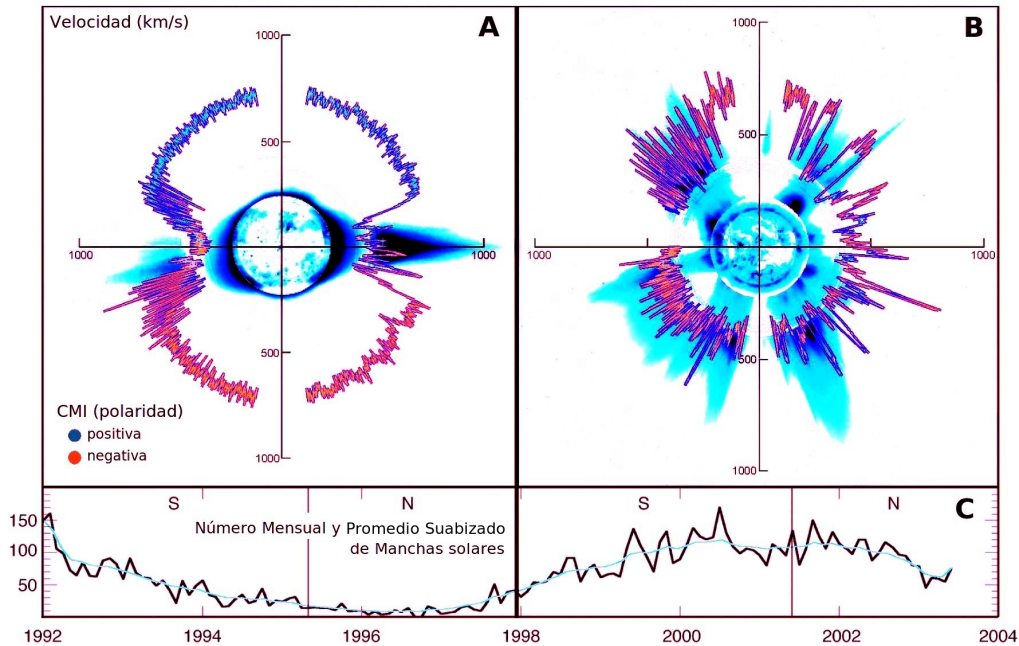 Velocidad (km/s)
A
1000
500
1000
1000
500
1000
CMI (polaridad)
positiva
negativa
B
1000
500
1000
1000
500
1000
S
N
S
N
C
Número Mensual y Promedio Suabizado
de Manchas solares
150
100
50
1992
1994
1996
1998
2000
2002
2004